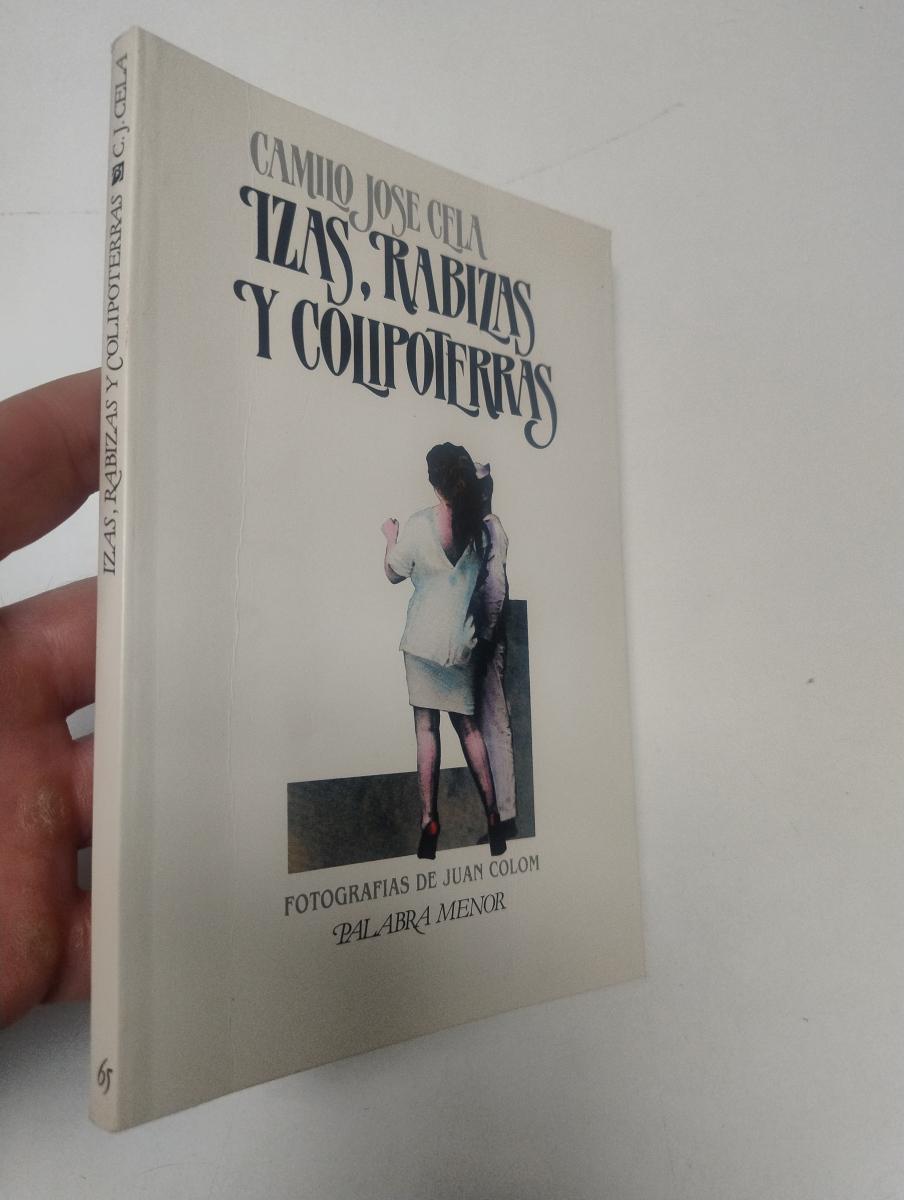 CAMILO JOSE CELA
IZAS, RABIZAS
Y COLIPOTERRAS
FOTOGRAFIAS DE JUAN COLOM
PALABRA MENOR
IZAS, RABIZAS Y COLIPOTERRAS C. J. CELA
65